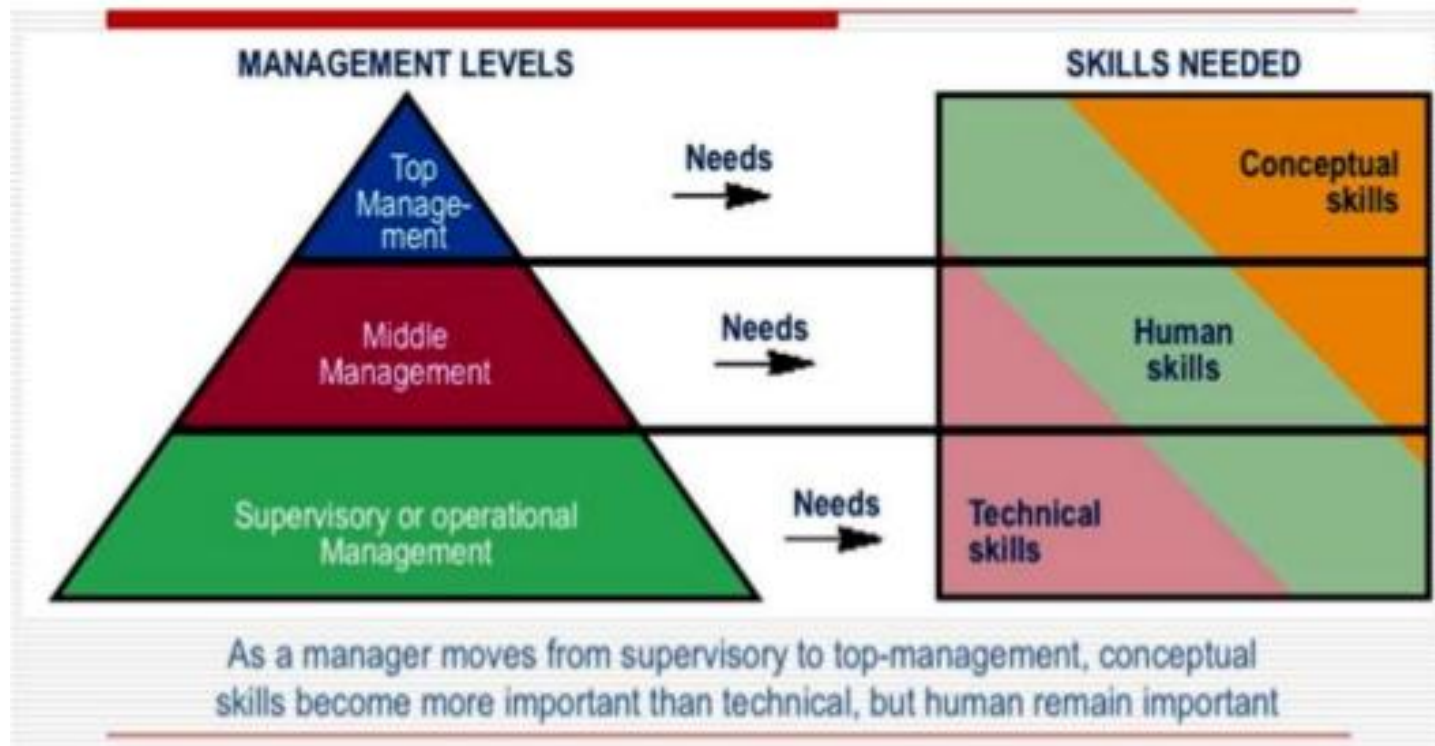 MANAGEMENT LEVELS
SKILLS NEEDED
Top
Manage-
ment
Needs
Conceptual
skills
Middle
Management
Needs
Human
skills
Supervisory or operational
Management
Needs
Technical
skills
As a manager moves from supervisory to top-management, conceptual
skills become more important than technical, but human remain important